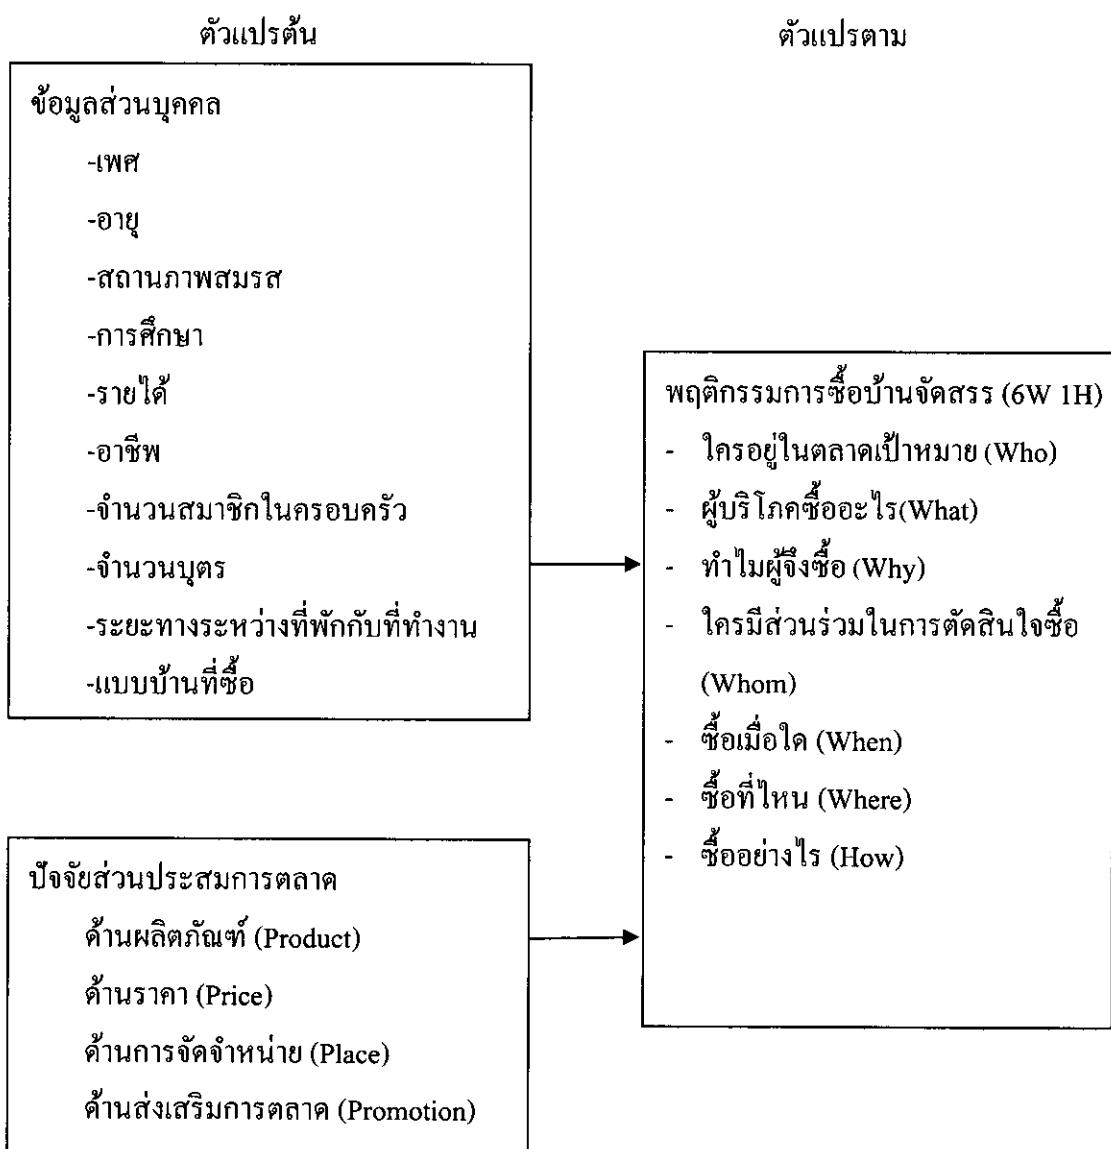 ตัวแปรต้น
ตัวแปรตาม
ข้อมูลส่วนบุคคล
-เพศ
-อายุ
-สถานภาพสมรส
-การศึกษา
-รายได้
-อาชีพ
-จำนวนสมาชิกในครอบครัว
-จำนวนบุตร
-ระยะทางระหว่างที่พักกับที่ทำงาน
-แบบบ้านที่ซื้อ
ปัจจัยส่วนประสมการตลาด
ด้านผลิตภัณฑ์ (Product)
ด้านราคา (Price)
ด้านการจัดจำหน่าย (Place)
ด้านส่งเสริมการตลาด (Promotion)
พฤติกรรมการซื้อบ้านจัดสรร (6W 1H)
- ใครอยู่ในตลาดเป้าหมาย (Who)
- ผู้บริโภคซื้ออะไร(What)
- ทำไมผู้จึงซื้อ (Why)
- ใครมีส่วนร่วมในการตัดสินใจซื้อ
(Whom)
- ซื้อเมื่อใด (When)
- ซื้อที่ไหน (Where)
- ซื้ออย่างไร (How)